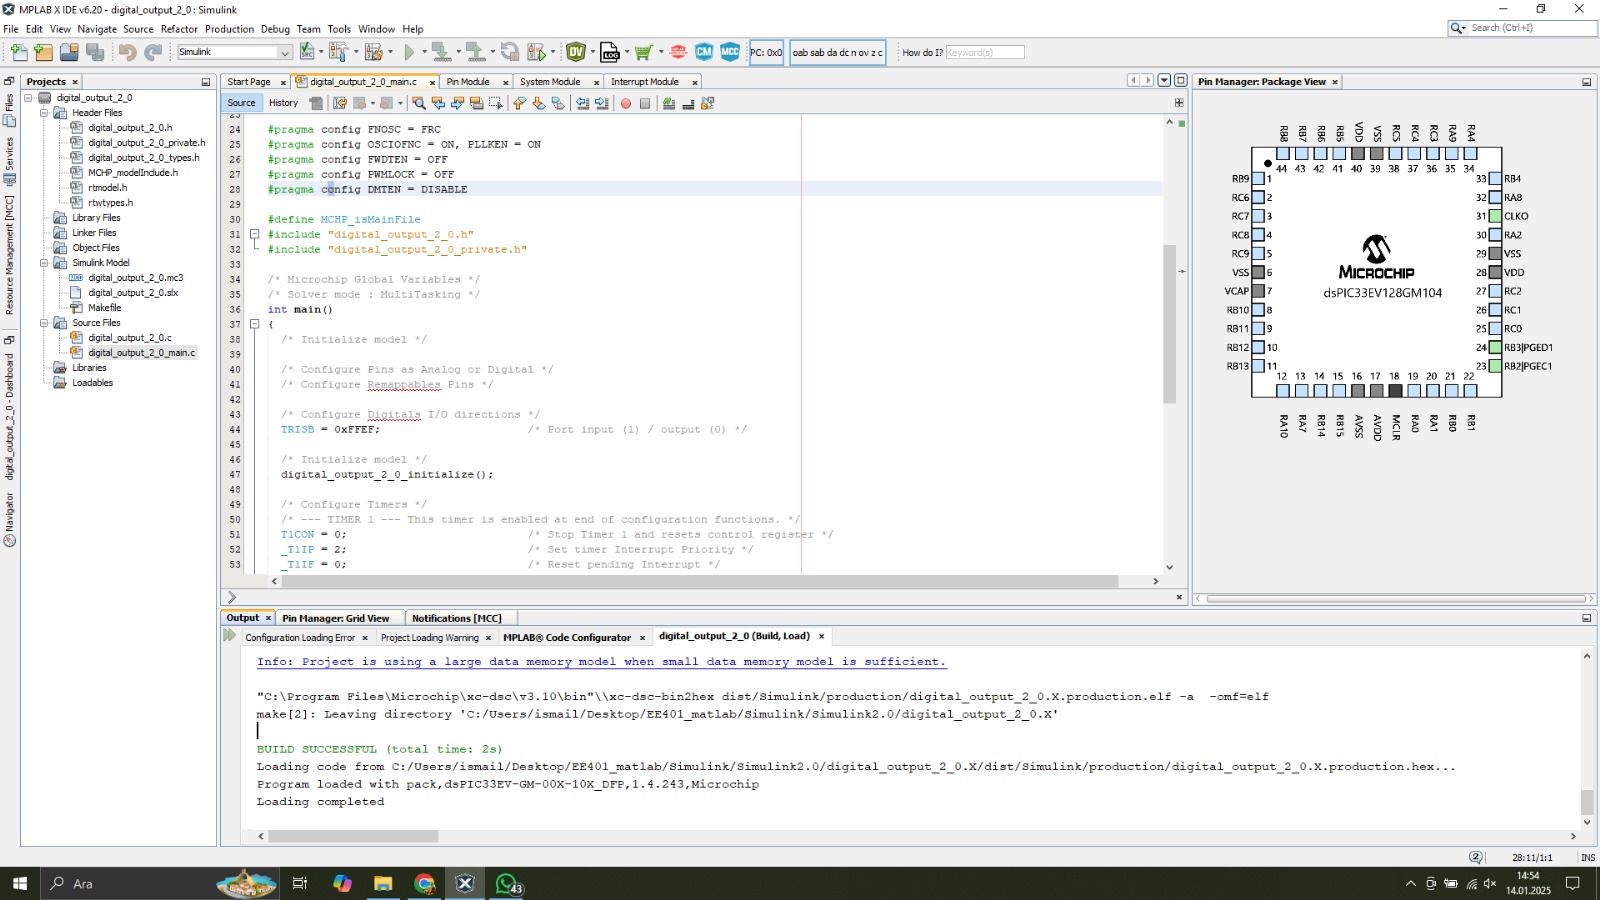 MPLAB X IDE v6.20 - digital_output_2_0 : Simulink
File Edit View Navigate Source Refactor Production Debug Team Tools Window Help
Search (Ctrl+I)
Simulink
PC: 0x0
oab sab da dc n ov z c
How do I? Keyword(s)
Projects
digital_output_2_0
Header Files
digital_output_2_0.h
digital_output_2_0_private.h
digital_output_2_0_types.h
MCHP_modelInclude.h
rtmodel.h
rtwtypes.h
Library Files
Linker Files
Object Files
Simulink Model
digital_output_2_0.mc3
digital_output_2_0.slx
Makefile
Source Files
digital_output_2_0.c
digital_output_2_0_main.c
Libraries
Loadables
Files
Services
Resource Management [MCC]
digital_output_2_0 - Dashboard
Navigator
Start Page digital_output_2_0_main.c Pin Module System Module Interrupt Module
Source History
24 #pragma config FNOSC = FRC
25 #pragma config OSCIOFNC = ON, PLLKEN = ON
26 #pragma config FWDTEN = OFF
27 #pragma config PWMLOCK = OFF
28 #pragma config DMTEN = DISABLE
29
30 #define MCHP_isMainFile
31 #include "digital_output_2_0.h"
32 #include "digital_output_2_0_private.h"
33
34 /* Microchip Global Variables */
35 /* Solver mode : MultiTasking */
36 int main()
37 {
38 /* Initialize model */
39
40 /* Configure Pins as Analog or Digital */
41 /* Configure Remappables Pins */
42
43 /* Configure Digitals I/O directions */
44 TRISB = 0xFFEF; /* Port input (1) / output (0) */
45
46 /* Initialize model */
47 digital_output_2_0_initialize();
48
49 /* Configure Timers */
50 /* --- TIMER 1 --- This timer is enabled at end of configuration functions. */
51 T1CON = 0; /* Stop Timer 1 and resets control register */
52 _T1IP = 2; /* Set timer Interrupt Priority */
53 _T1IF = 0; /* Reset pending Interrupt */
Pin Manager: Package View
RB8 RB7 RB6 RB5 VDD VSS RC5 RC4 RC3 RA9 RA4
44 43 42 41 40 39 38 37 36 35 34
RB9 1
RC6 2
RC7 3
RC8 4
RC9 5
VSS 6
VCAP 7
RB10 8
RB11 9
RB12 10
RB13 11
MICROCHIP
dsPIC33EV128GM104
33 RB4
32 RA8
31 CLKO
30 RA2
29 VSS
28 VDD
27 RC2
26 RC1
25 RC0
24 RB3|PGED1
23 RB2|PGEC1
12 13 14 15 16 17 18 19 20 21 22
RA10 RA7 RB14 RB15 AVSS AVDD MCLR RA0 RA1 RB0 RB1
Output Pin Manager: Grid View Notifications [MCC]
Configuration Loading Error Project Loading Warning MPLAB® Code Configurator digital_output_2_0 (Build, Load)
Info: Project is using a large data memory model when small data memory model is sufficient.
"C:\Program Files\Microchip\xc-dsc\v3.10\bin"\\xc-dsc-bin2hex dist/Simulink/production/digital_output_2_0.X.production.elf -a -omf=elf
make[2]: Leaving directory 'C:/Users/ismail/Desktop/EE401_matlab/Simulink/Simulink2.0/digital_output_2_0.X'
BUILD SUCCESSFUL (total time: 2s)
Loading code from C:/Users/ismail/Desktop/EE401_matlab/Simulink/Simulink2.0/digital_output_2_0.X/dist/Simulink/production/digital_output_2_0.X.production.hex...
Program loaded with pack,dsPIC33EV-GM-00X-10X_DFP,1.4.243,Microchip
Loading completed
2 28:11/1:1 INS
Ara
43
14:54
14.01.2025